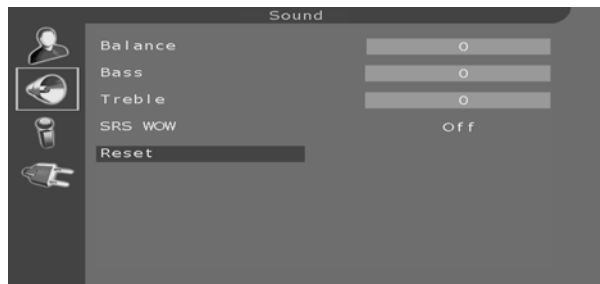 Sound
Balance 0
Bass 0
Treble 0
SRS WOW Off
Reset